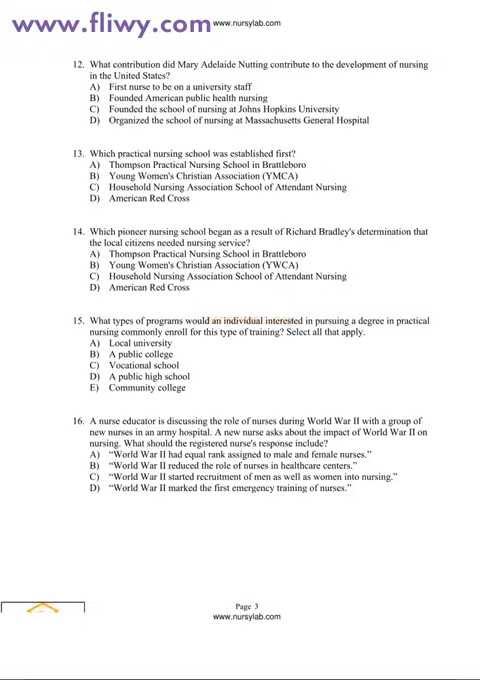 www.fliwy.com
www.nursylab.com
12. What contribution did Mary Adelaide Nutting contribute to the development of nursing
in the United States?
A) First nurse to be on a university staff
B) Founded American public health nursing
C) Founded the school of nursing at Johns Hopkins University
D) Organized the school of nursing at Massachusetts General Hospital
13. Which practical nursing school was established first?
A) Thompson Practical Nursing School in Brattleboro
B) Young Women's Christian Association (YMCA)
C) Household Nursing Association School of Attendant Nursing
D) American Red Cross
14. Which pioneer nursing school began as a result of Richard Bradley's determination that
the local citizens needed nursing service?
A) Thompson Practical Nursing School in Brattleboro
B) Young Women's Christian Association (YWCA)
C) Household Nursing Association School of Attendant Nursing
D) American Red Cross
15. What types of programs would an individual interested in pursuing a degree in practical
nursing commonly enroll for this type of training? Select all that apply.
A) Local university
B) A public college
C) Vocational school
D) A public high school
E) Community college
16. A nurse educator is discussing the role of nurses during World War II with a group of
new nurses in an army hospital. A new nurse asks about the impact of World War II on
nursing. What should the registered nurse's response include?
A) “World War II had equal rank assigned to male and female nurses.”
B) “World War II reduced the role of nurses in healthcare centers.”
C) “World War II started recruitment of men as well as women into nursing.”
D) “World War II marked the first emergency training of nurses.”
Page 3
www.nursylab.com